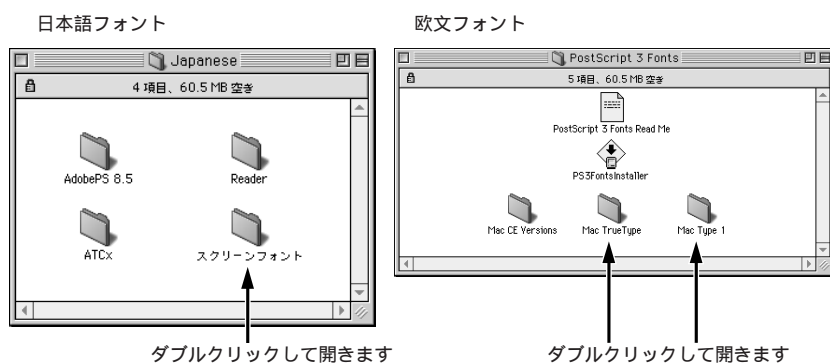 日本語フォント
Japanese
4 項目、60.5 MB 空き
AdobePS 8.5
Reader
ATCx
スクリーンフォント
ダブルクリックして開きます
欧文フォント
PostScript 3 Fonts
5 項目、60.5 MB 空き
PostScript 3 Fonts Read Me
PS3FontsInstaller
Mac CE Versions
Mac TrueType
Mac Type 1
ダブルクリックして開きます